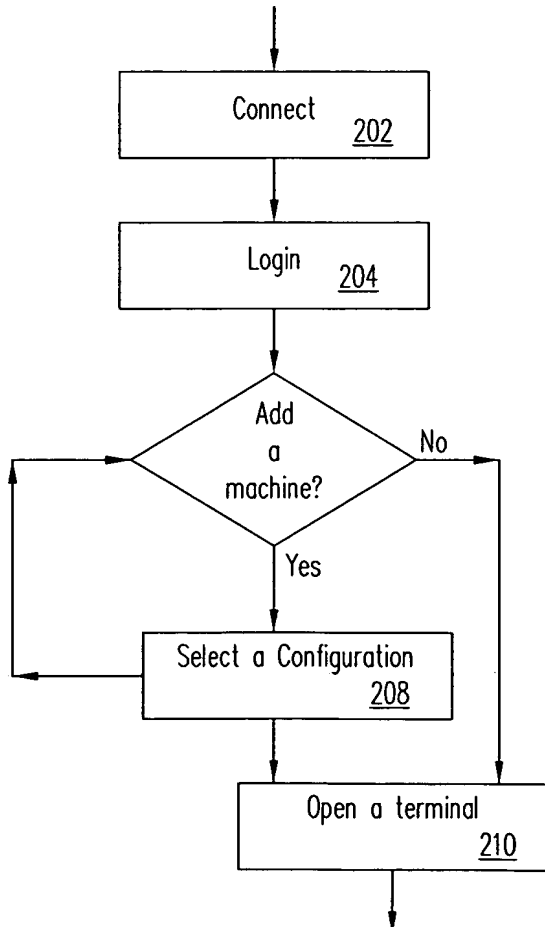 Connect
202
Login
204
Add
a
machine?
No
Yes
Select a Configuration
208
Open a terminal
210